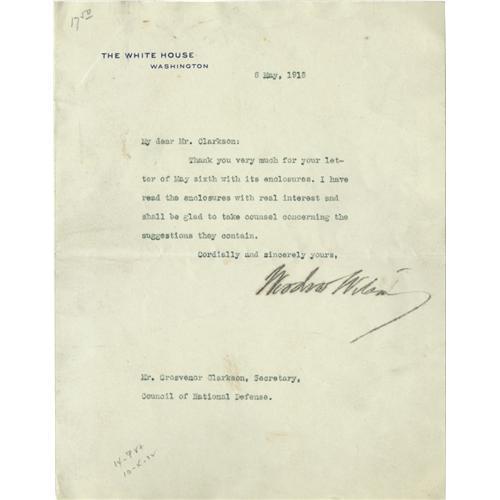 17.50
THE WHITE HOUSE
WASHINGTON
8 May, 1918
My dear Mr. Clarkson:
Thank you very much for your let-
ter of May sixth with its enclosures. I have
read the enclosures with real interest and
shall be glad to take counsel concerning the
suggestions they contain.
Cordially and sincerely yours,
Woodrow Wilson
Mr. Grosvenor Clarkson, Secretary,
Council of National Defense.